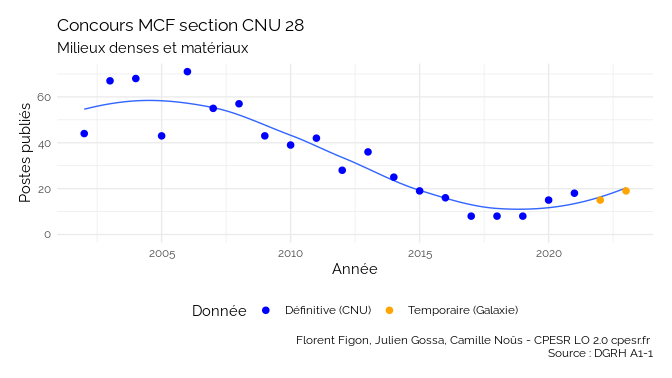 Concours MCF section CNU 28
Milieux denses et matériaux
Postes publiés
60
40
20
0
2005 2010 2015 2020
Année
Donnée Définitive (CNU) Temporaire (Galaxie)
Florent Figon, Julien Gossa, Camille Noûs - CPESR LO 2.0 cpesr.fr
Source : DGRH A1-1